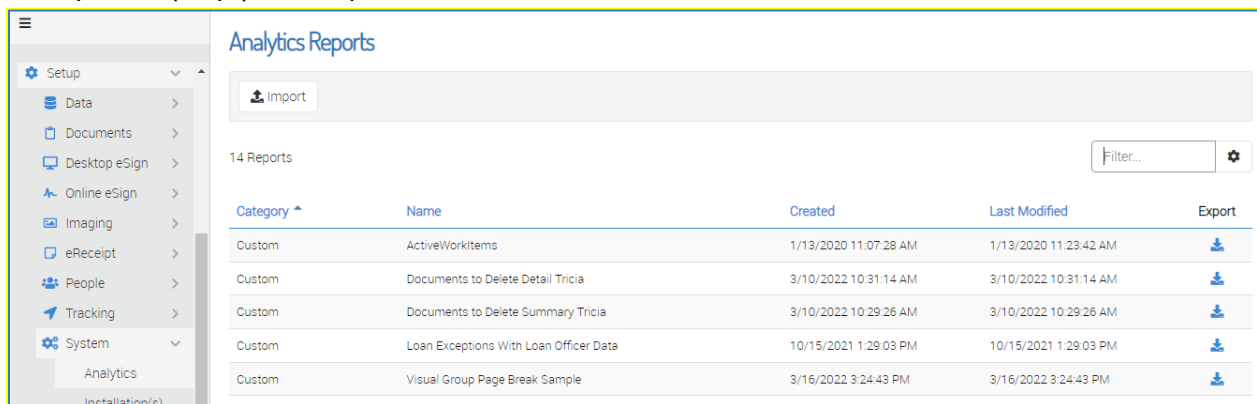 Analytics Reports
Setup
Data
Documents
Desktop eSign
Online eSign
Imaging
eReceipt
People
Tracking
System
Analytics
Installation(s)
Import
14 Reports
Filter...
Category Name Created Last Modified Export
Custom ActiveWorkItems 1/13/2020 11:07:28 AM 1/13/2020 11:23:42 AM
Custom Documents to Delete Detail Tricia 3/10/2022 10:31:14 AM 3/10/2022 10:31:14 AM
Custom Documents to Delete Summary Tricia 3/10/2022 10:29:26 AM 3/10/2022 10:29:26 AM
Custom Loan Exceptions With Loan Officer Data 10/15/2021 1:29:03 PM 10/15/2021 1:29:03 PM
Custom Visual Group Page Break Sample 3/16/2022 3:24:43 PM 3/16/2022 3:24:43 PM